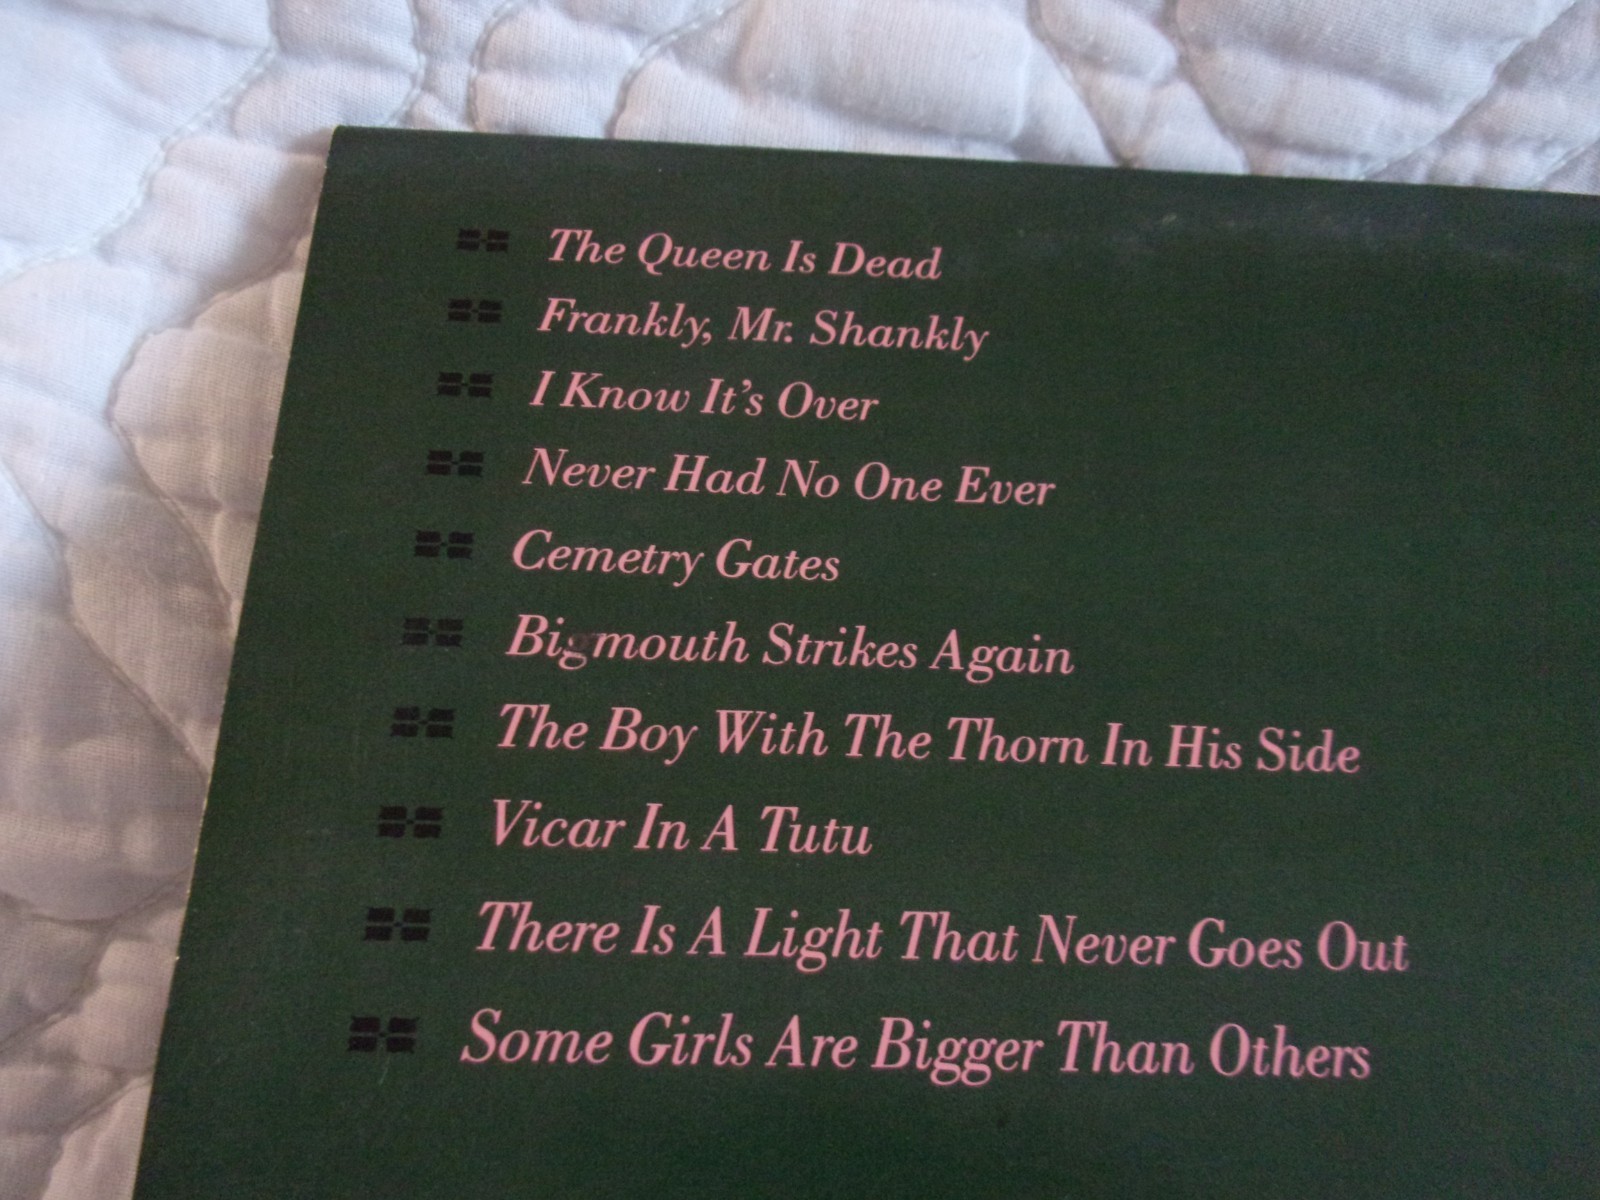 The Queen Is Dead
Frankly, Mr. Shankly
I Know It's Over
Never Had No One Ever
Cemetry Gates
Bigmouth Strikes Again
The Boy With The Thorn In His Side
Vicar In A Tutu
There Is A Light That Never Goes Out
Some Girls Are Bigger Than Others